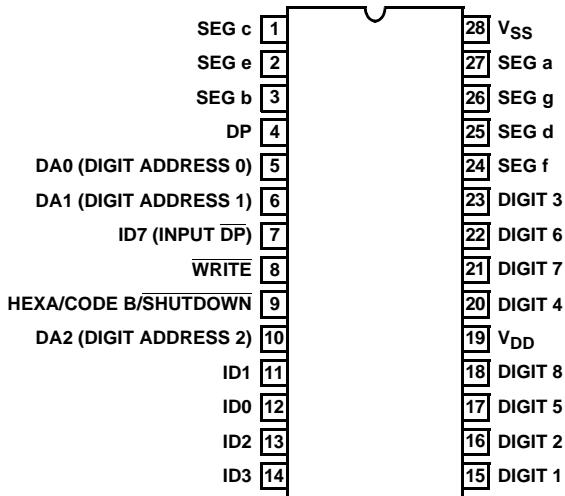 SEG c 1
SEG e 2
SEG b 3
DP 4
DA0 (DIGIT ADDRESS 0) 5
DA1 (DIGIT ADDRESS 1) 6
ID7 (INPUT D̅P̅) 7
W̅R̅I̅T̅E̅ 8
HEXA/CODE B/S̅H̅U̅T̅D̅O̅W̅N̅ 9
DA2 (DIGIT ADDRESS 2) 10
ID1 11
ID0 12
ID2 13
ID3 14
28 VSS
27 SEG a
26 SEG g
25 SEG d
24 SEG f
23 DIGIT 3
22 DIGIT 6
21 DIGIT 7
20 DIGIT 4
19 VDD
18 DIGIT 8
17 DIGIT 5
16 DIGIT 2
15 DIGIT 1